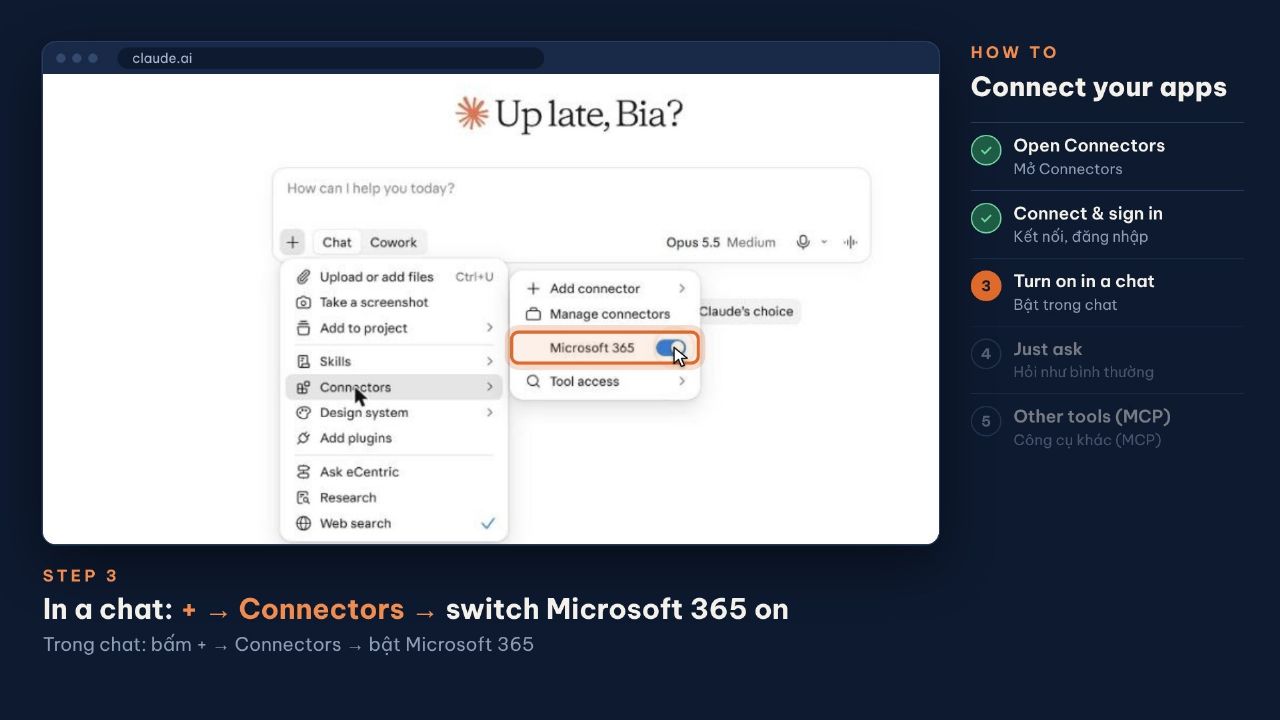 claude.ai
Up late, Bia?
How can I help you today?
+ Chat Cowork Opus 5.5 Medium
Upload or add files Ctrl+U
Take a screenshot
Add to project
Skills
Connectors
Design system
Add plugins
Ask eCentric
Research
Web search
Add connector
Manage connectors
Microsoft 365
Tool access
Claude's choice
HOW TO
Connect your apps
Open Connectors
Mở Connectors
Connect & sign in
Kết nối, đăng nhập
3 Turn on in a chat
Bật trong chat
4 Just ask
Hỏi như bình thường
5 Other tools (MCP)
Công cụ khác (MCP)
STEP 3
In a chat: + → Connectors → switch Microsoft 365 on
Trong chat: bấm + → Connectors → bật Microsoft 365